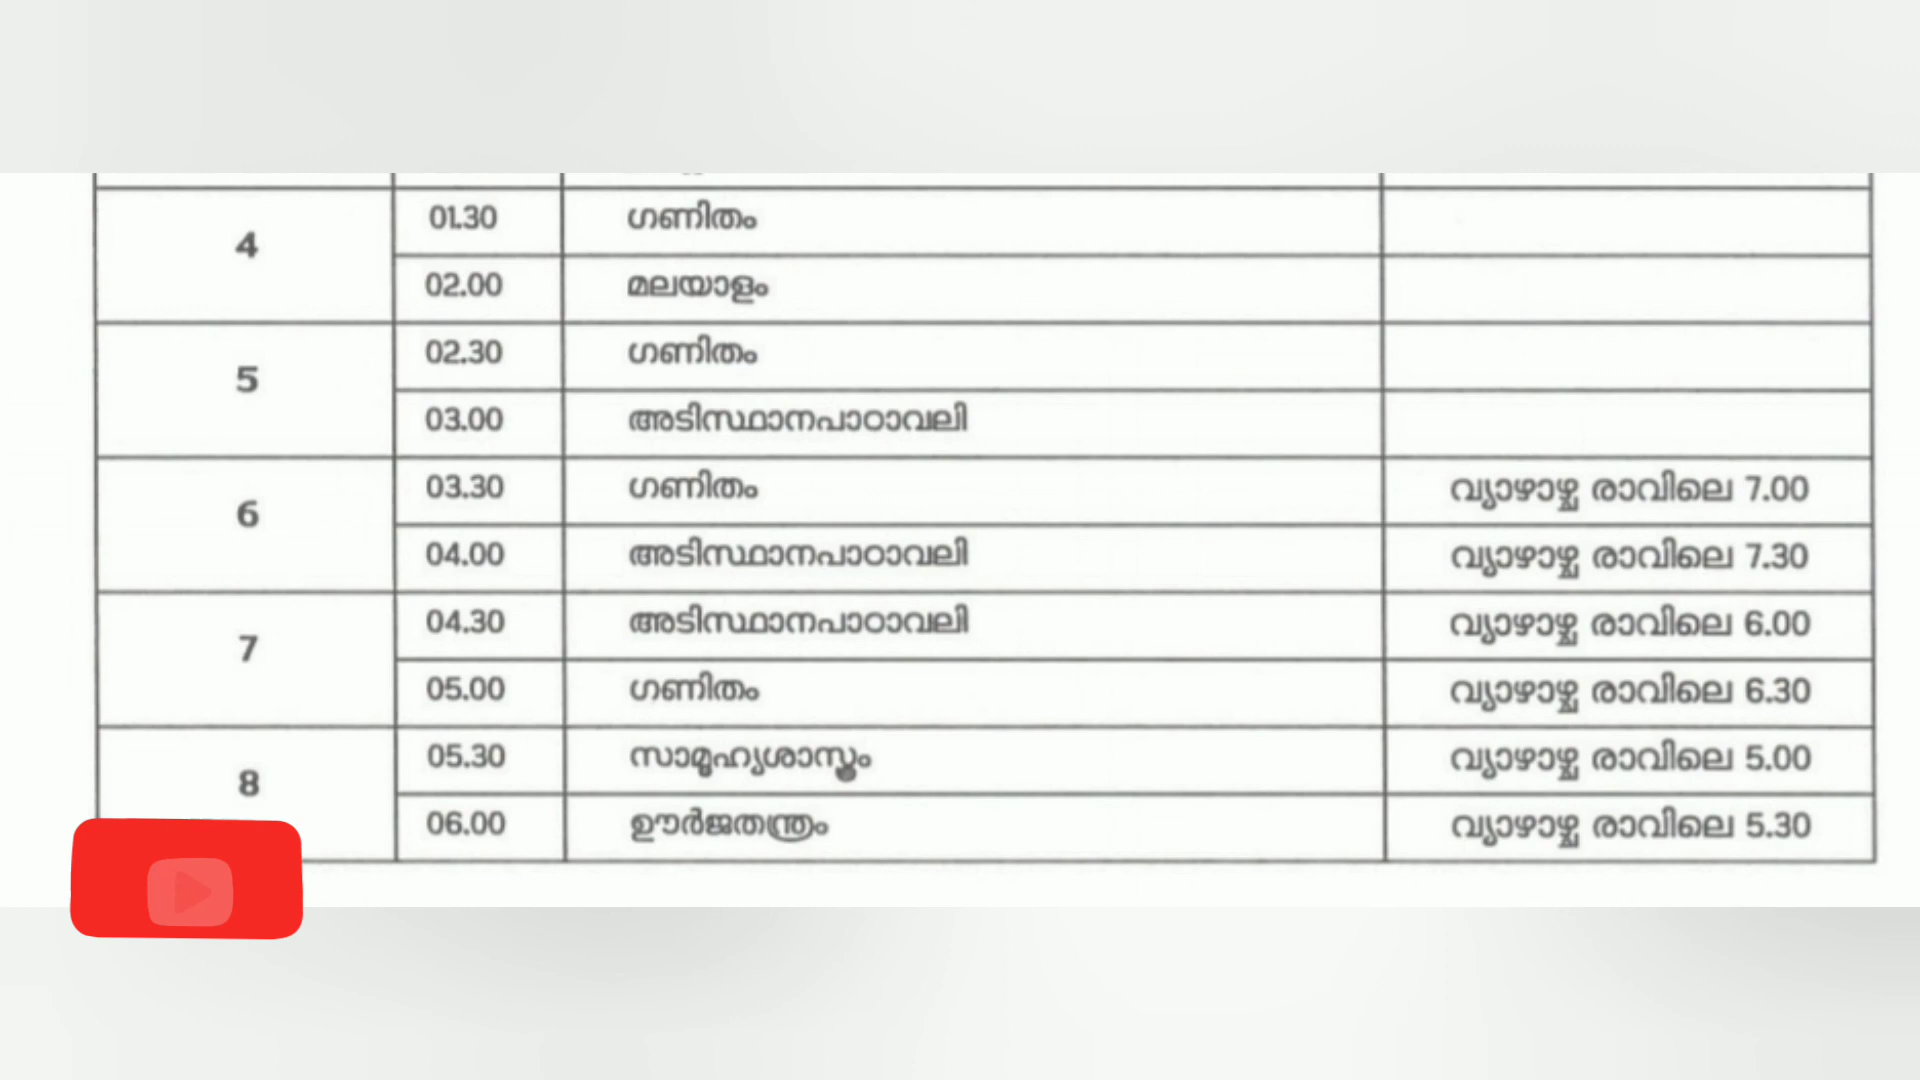 4
01.30 ഗണിതം
02.00 മലയാളം
5
02.30 ഗണിതം
03.00 അടിസ്ഥാനപാഠാവലി
6
03.30 ഗണിതം വ്യാഴാഴ്ച രാവിലെ 7.00
04.00 അടിസ്ഥാനപാഠാവലി വ്യാഴാഴ്ച രാവിലെ 7.30
7
04.30 അടിസ്ഥാനപാഠാവലി വ്യാഴാഴ്ച രാവിലെ 6.00
05.00 ഗണിതം വ്യാഴാഴ്ച രാവിലെ 6.30
8
05.30 സാമൂഹ്യശാസ്ത്രം വ്യാഴാഴ്ച രാവിലെ 5.00
06.00 ഊർജതന്ത്രം വ്യാഴാഴ്ച രാവിലെ 5.30